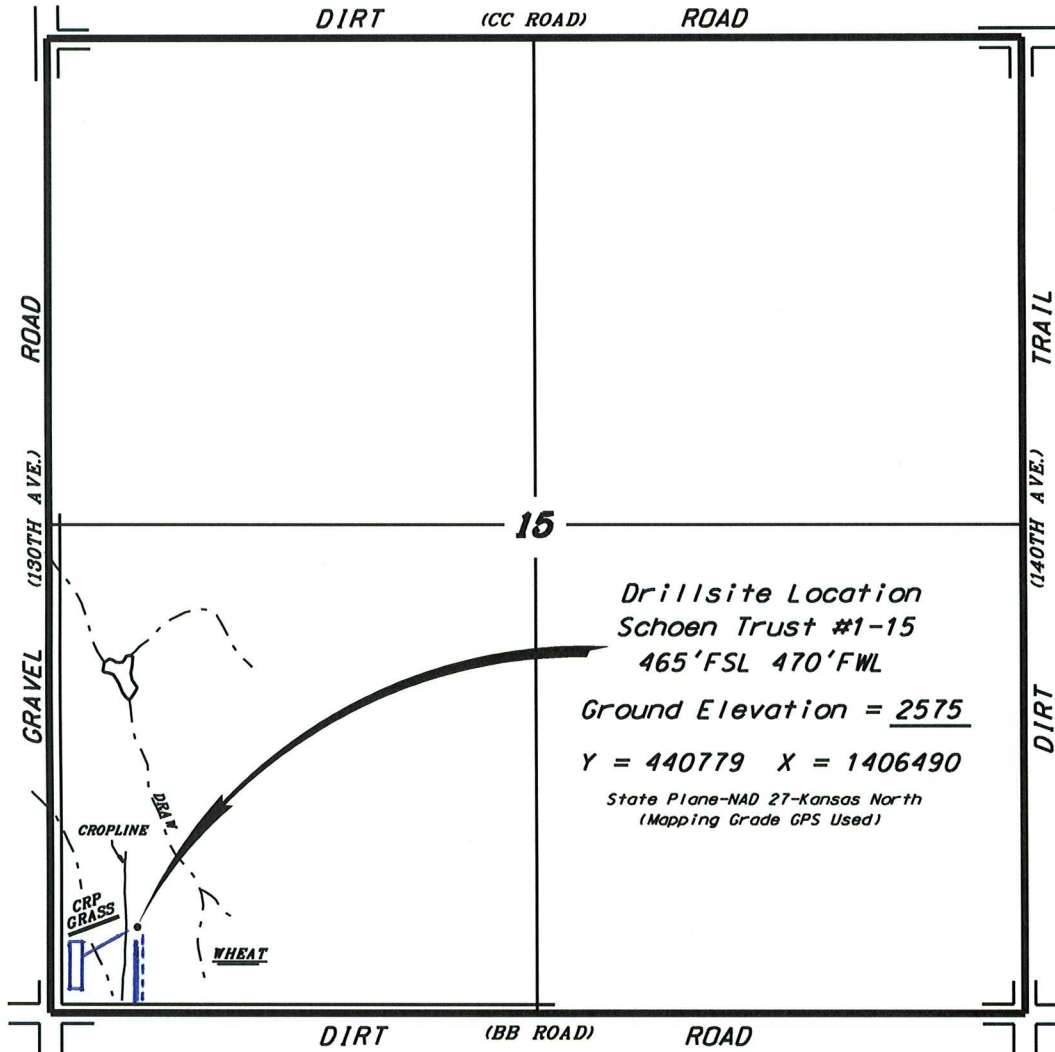 DIRT (CC ROAD) ROAD
GRAVEL (130TH AVE.) ROAD
DIRT (140TH AVE.) TRAIL
15
Drillsite Location
Schoen Trust #1-15
465'FSL 470'FWL
Ground Elevation = 2575
Y = 440779 X = 1406490
State Plane-NAD 27-Kansas North
(Mapping Grade GPS Used)
DRAW
CROPLINE
CRP
GRASS
WHEAT
DIRT (BB ROAD) ROAD